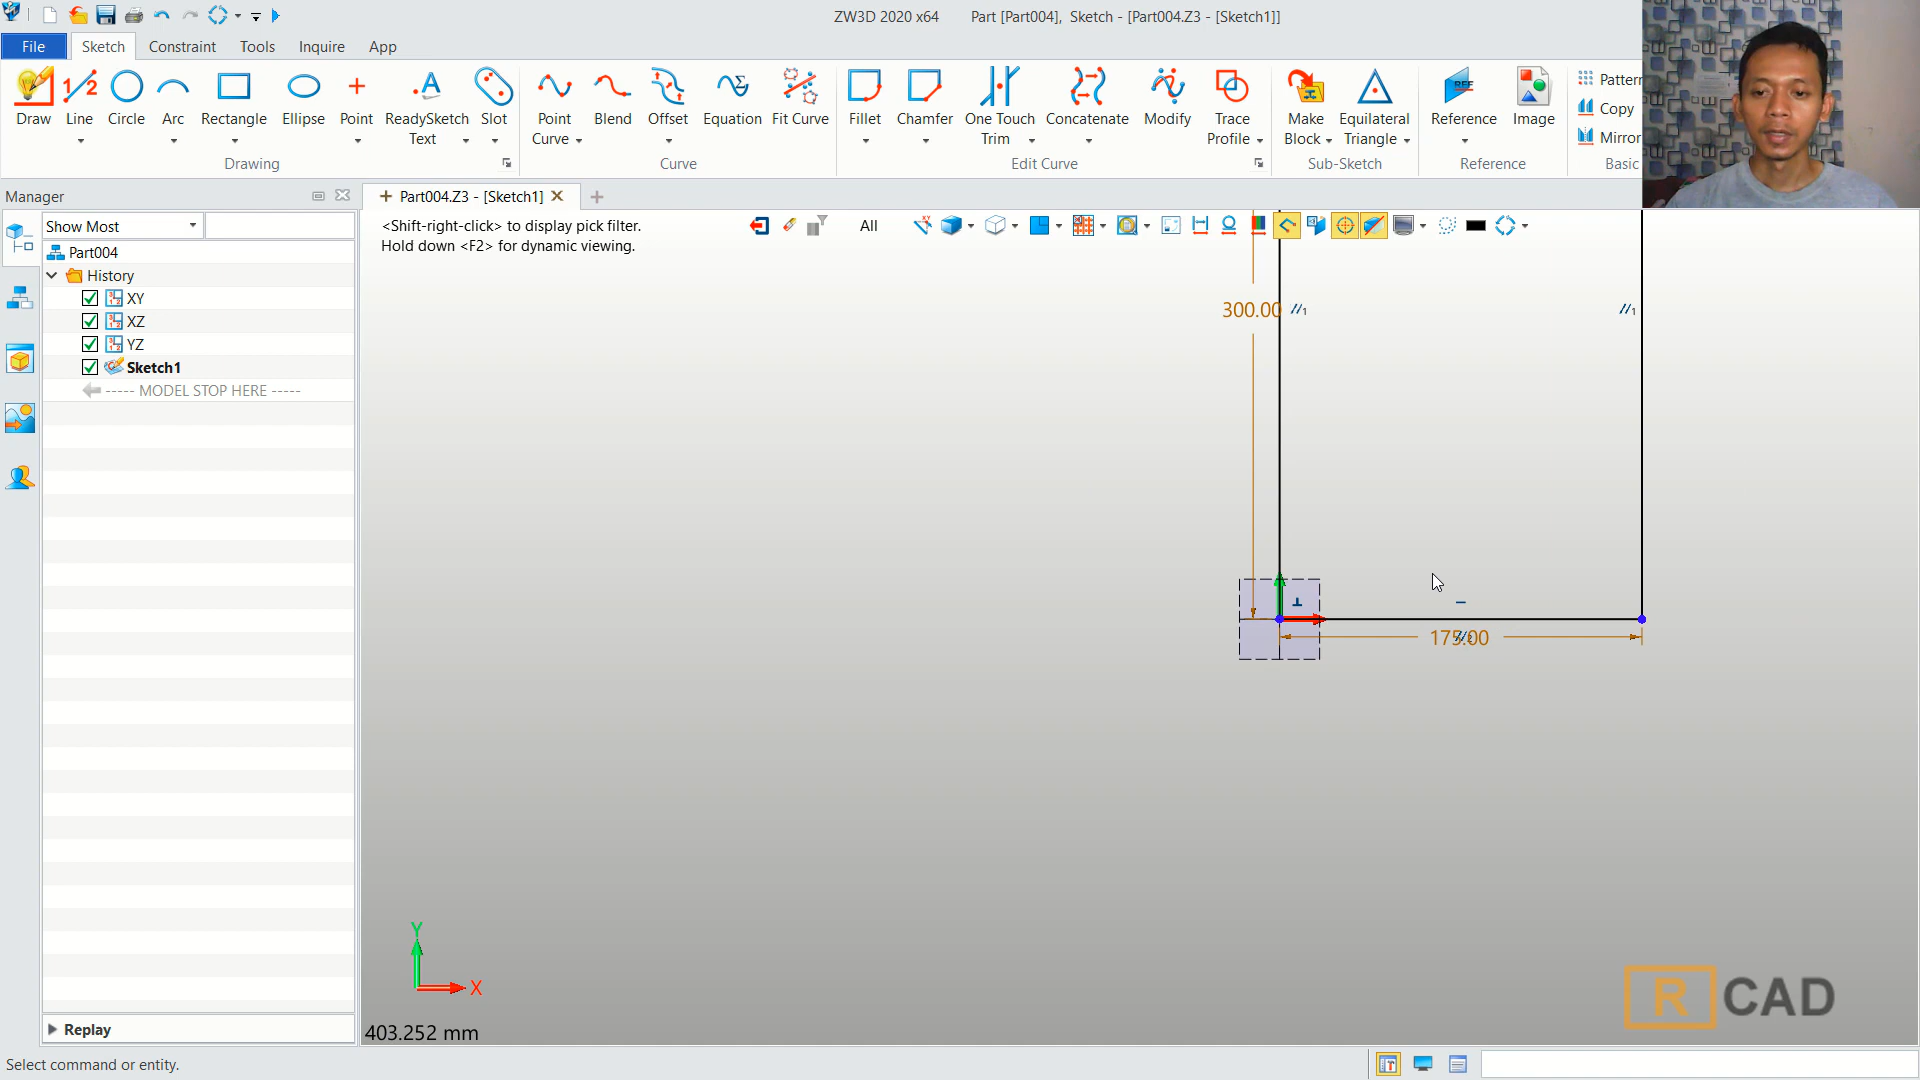 ZW3D 2020 x64 Part [Part004], Sketch - [Part004.Z3 - [Sketch1]]
File Sketch Constraint Tools Inquire App
Draw Line Circle Arc Rectangle Ellipse Point ReadySketch Text Slot
Drawing
Point Curve Blend Offset Equation Fit Curve
Curve
Fillet Chamfer One Touch Trim Concatenate Modify Trace Profile
Edit Curve
Make Block Equilateral Triangle
Sub-Sketch
Reference Image
Reference
Pattern
Copy
Mirror
Basic
Manager
Part004.Z3 - [Sketch1]
Show Most
<Shift-right-click> to display pick filter.
Hold down <F2> for dynamic viewing.
All
Part004
History
XY
XZ
YZ
Sketch1
----- MODEL STOP HERE -----
300.00
175.00
Y
X
403.252 mm
R CAD
Replay
Select command or entity.